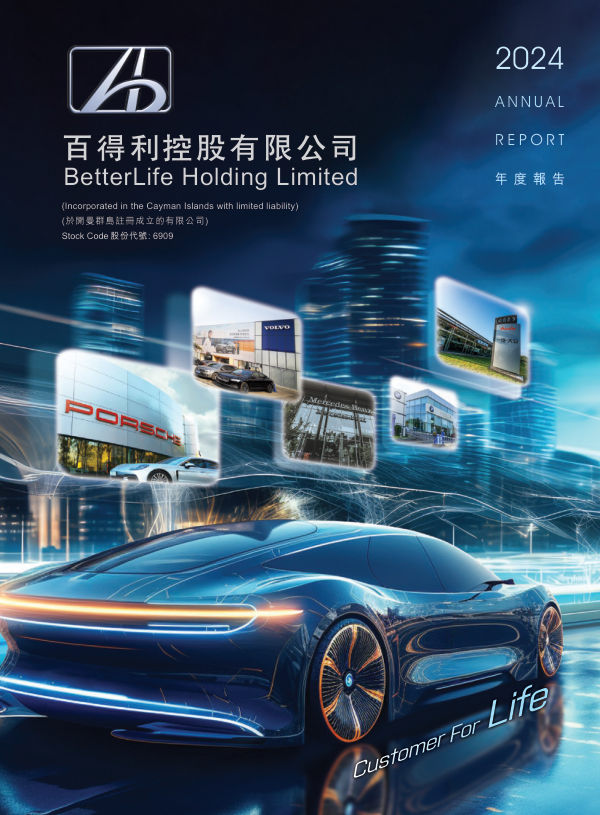 2024
ANNUAL
REPORT
年度報告
百得利控股有限公司
BetterLife Holding Limited
(Incorporated in the Cayman Islands with limited liability)
(於開曼群島註冊成立的有限公司)
Stock Code 股份代號: 6909
VOLVO
PORSCHE
Mercedes-Benz
Customer For Life